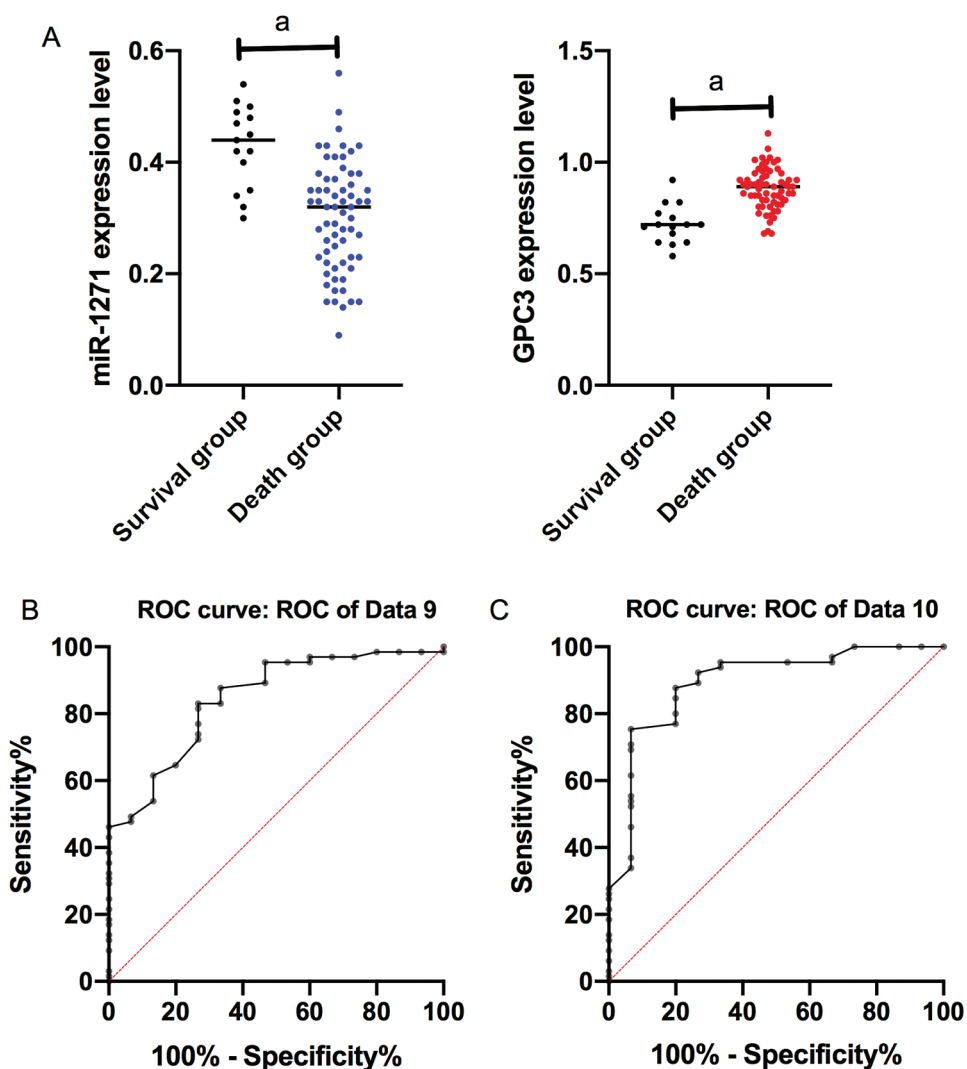 A
a
a
0.6
0.4
0.2
0.0
miR-1271 expression level
Survival group
Death group
1.5
1.0
0.5
0.0
GPC3 expression level
Survival group
Death group
B
ROC curve: ROC of Data 9
100
80
60
40
20
0
Sensitivity%
0 20 40 60 80 100
100% - Specificity%
C
ROC curve: ROC of Data 10
100
80
60
40
20
0
Sensitivity%
0 20 40 60 80 100
100% - Specificity%